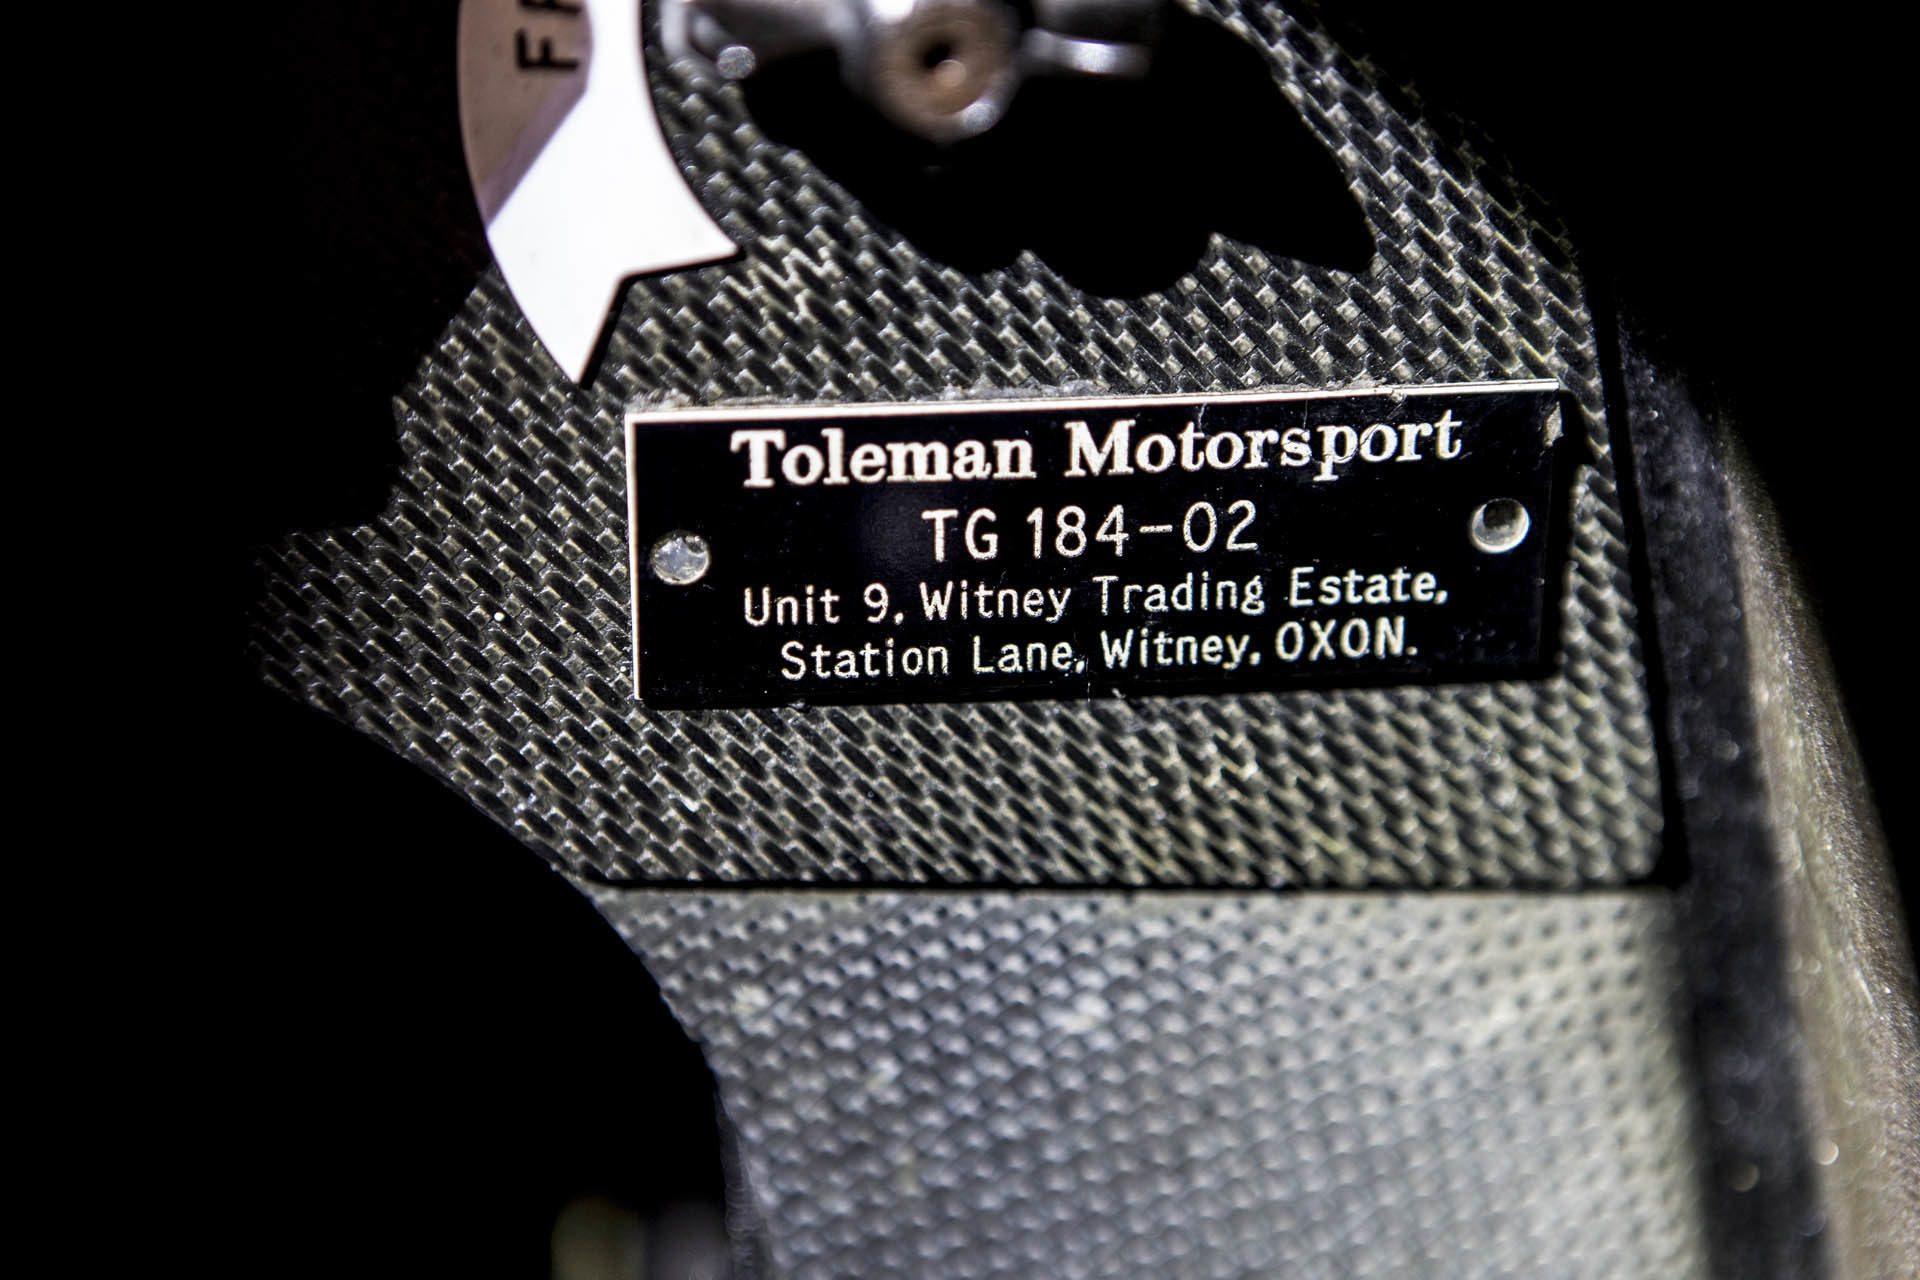 Toleman Motorsport
TG 184-02
Unit 9, Witney Trading Estate,
Station Lane, Witney, OXON.